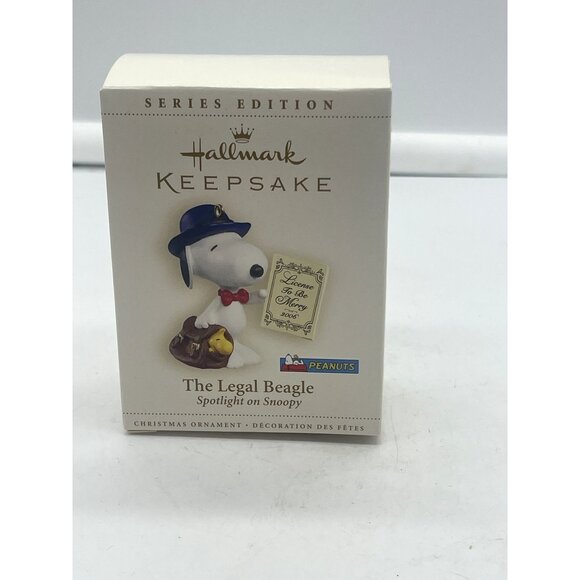 SERIES EDITION
Hallmark
KEEPSAKE
License
To Be
Merry
2006
PEANUTS
The Legal Beagle
Spotlight on Snoopy
CHRISTMAS ORNAMENT • DÉCORATION DES FÊTES